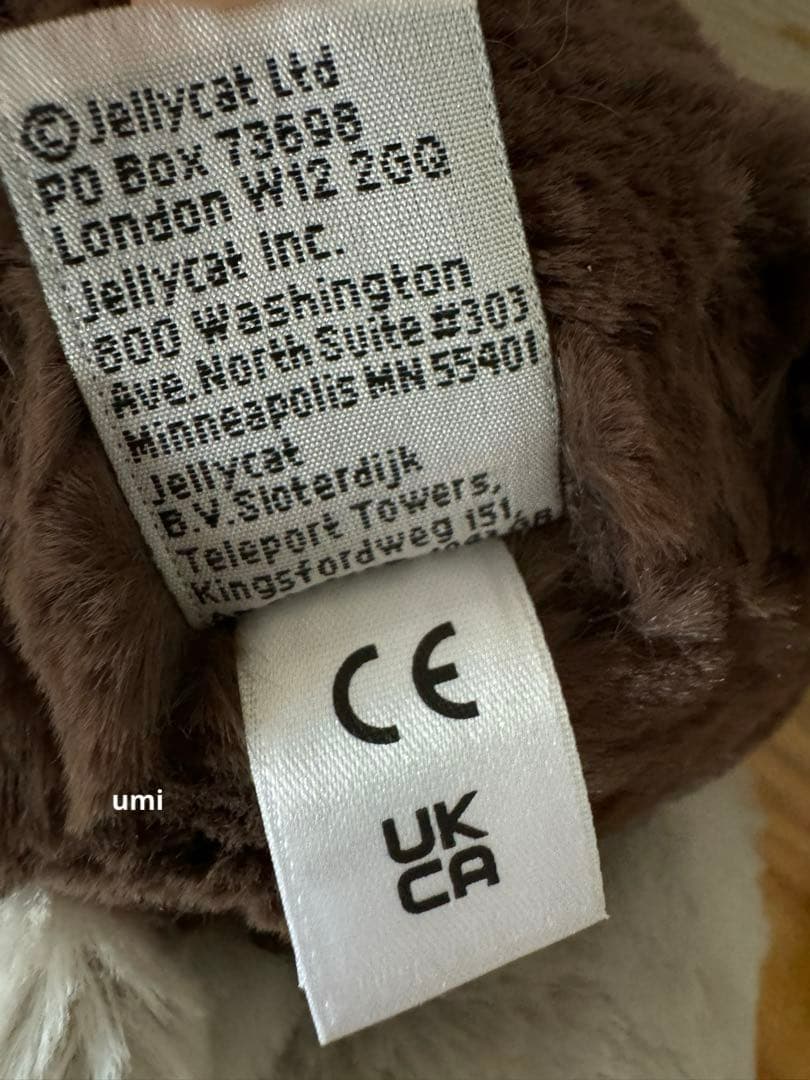 ©Jellycat Ltd
PO Box 73698
London W12 2GQ
Jellycat Inc.
800 Washington
Ave. North Suite #303
Minneapolis MN 55401
Jellycat
B.V. Sloterdijk
Teleport Towers,
Kingsfordweg 151,
CE
UK
CA
umi